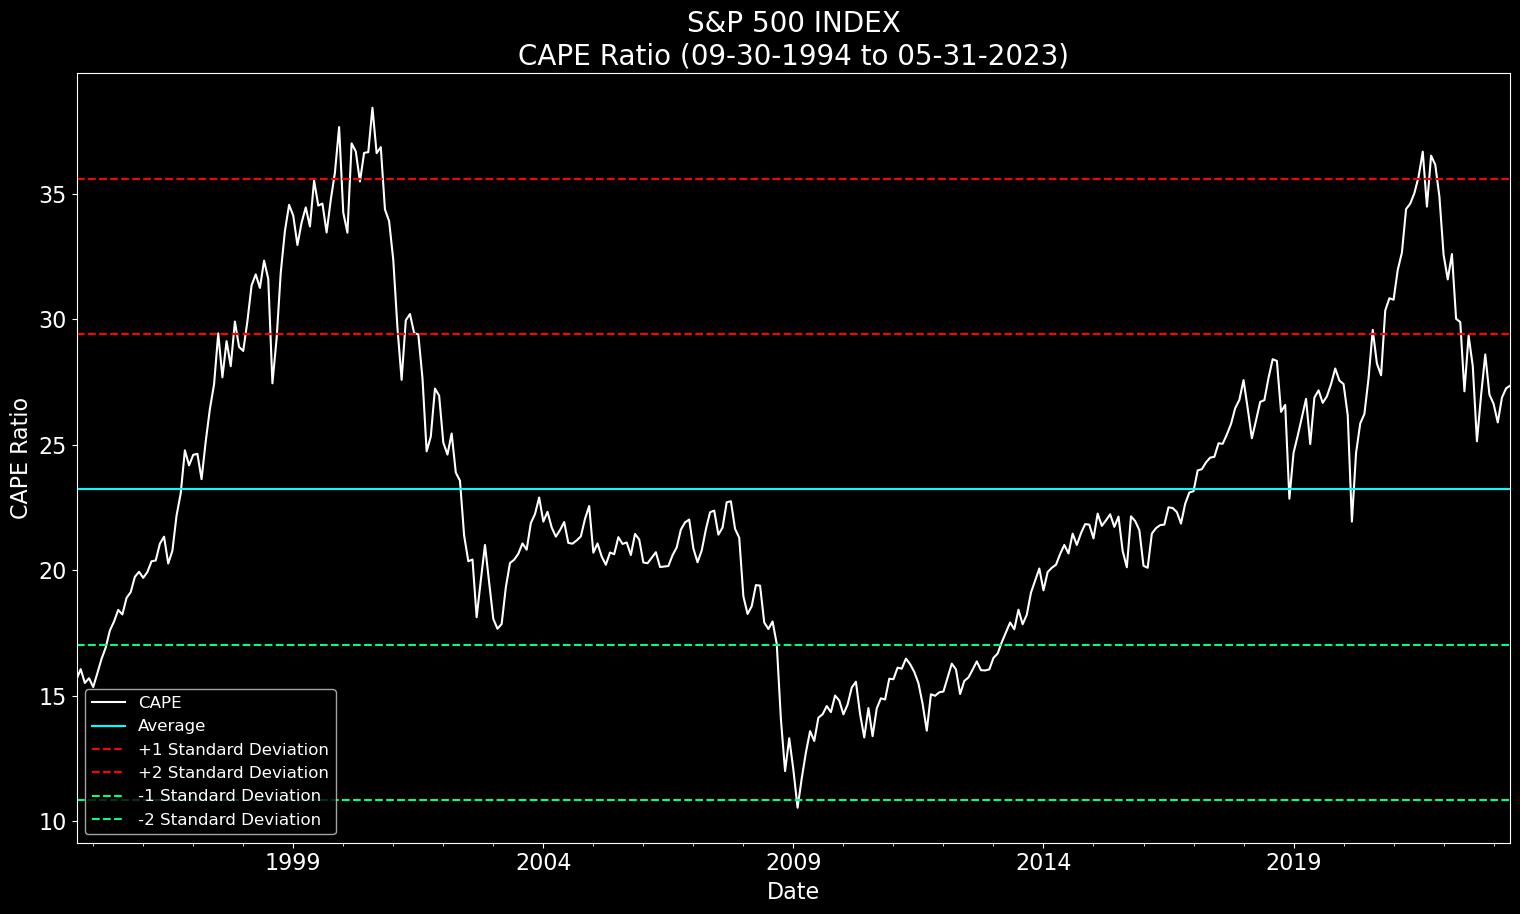 S&P 500 INDEX
CAPE Ratio (09-30-1994 to 05-31-2023)
CAPE Ratio
35
30
25
20
15
10
CAPE
Average
+1 Standard Deviation
+2 Standard Deviation
-1 Standard Deviation
-2 Standard Deviation
1999
2004
2009
2014
2019
Date